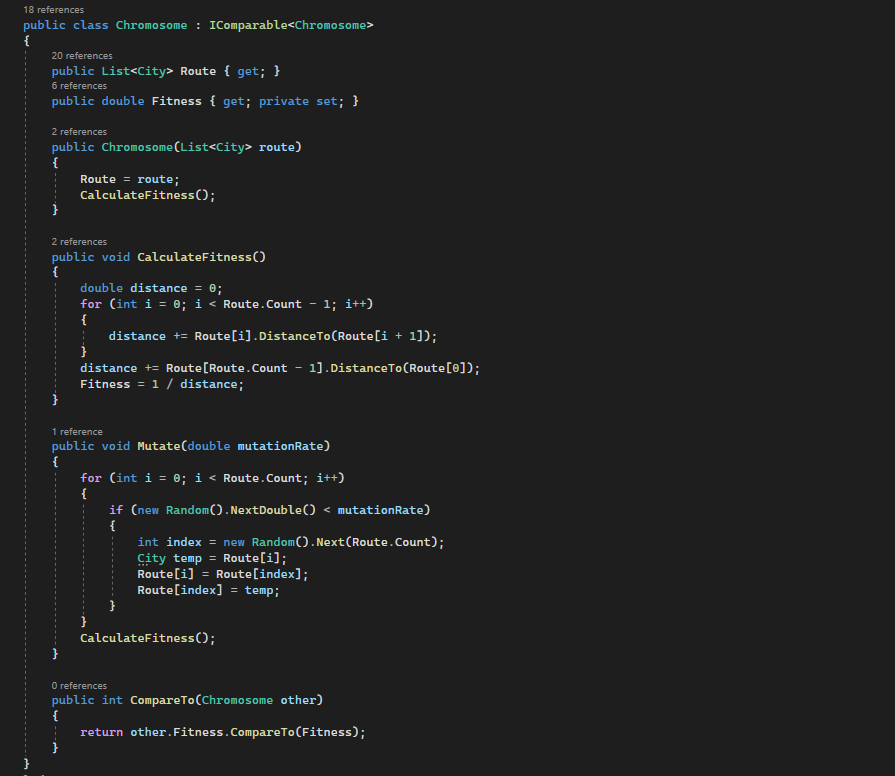 18 references
public class Chromosome : IComparable<Chromosome>
{
20 references
public List<City> Route { get; }
6 references
public double Fitness { get; private set; }
2 references
public Chromosome(List<City> route)
{
Route = route;
CalculateFitness();
}
2 references
public void CalculateFitness()
{
double distance = 0;
for (int i = 0; i < Route.Count - 1; i++)
{
distance += Route[i].DistanceTo(Route[i + 1]);
}
distance += Route[Route.Count - 1].DistanceTo(Route[0]);
Fitness = 1 / distance;
}
1 reference
public void Mutate(double mutationRate)
{
for (int i = 0; i < Route.Count; i++)
{
if (new Random().NextDouble() < mutationRate)
{
int index = new Random().Next(Route.Count);
City temp = Route[i];
Route[i] = Route[index];
Route[index] = temp;
}
}
CalculateFitness();
}
0 references
public int CompareTo(Chromosome other)
{
return other.Fitness.CompareTo(Fitness);
}
}